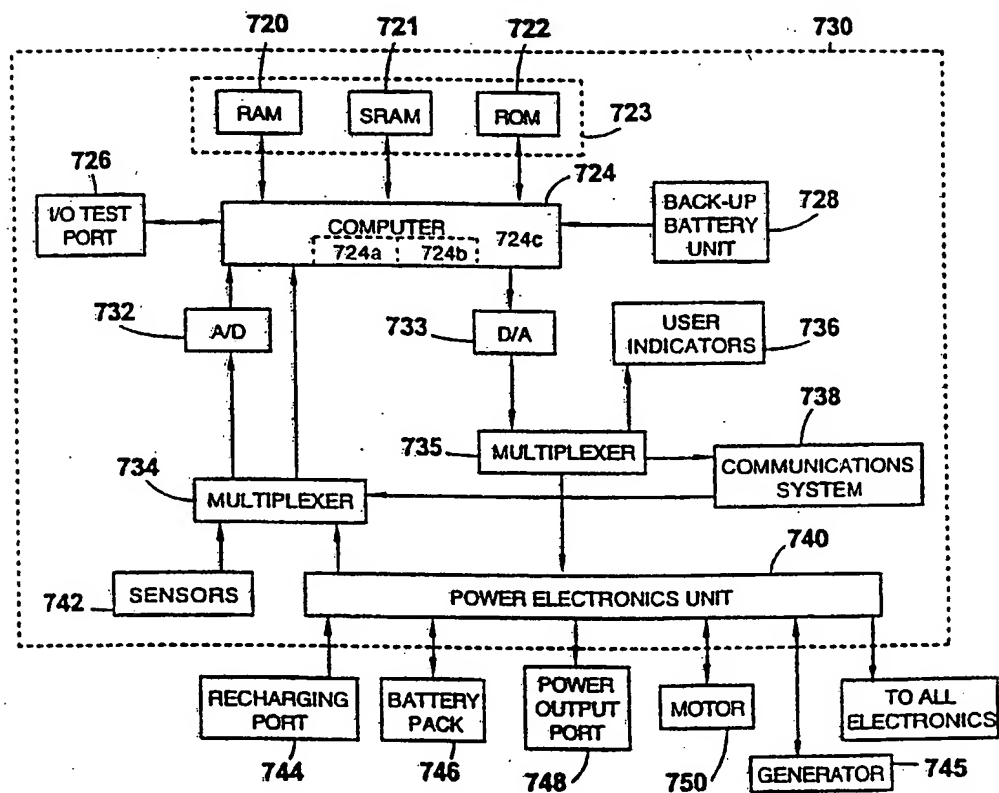 720
721
722
730
RAM
SRAM
ROM
723
726
724
I/O TEST
PORT
COMPUTER
724a
724b
724c
BACK-UP
BATTERY
UNIT
728
732
A/D
733
D/A
USER
INDICATORS
736
738
735
MULTIPLEXER
COMMUNICATIONS
SYSTEM
734
MULTIPLEXER
740
742
SENSORS
POWER ELECTRONICS UNIT
RECHARGING
PORT
744
BATTERY
PACK
746
POWER
OUTPUT
PORT
748
MOTOR
750
TO ALL
ELECTRONICS
GENERATOR
745